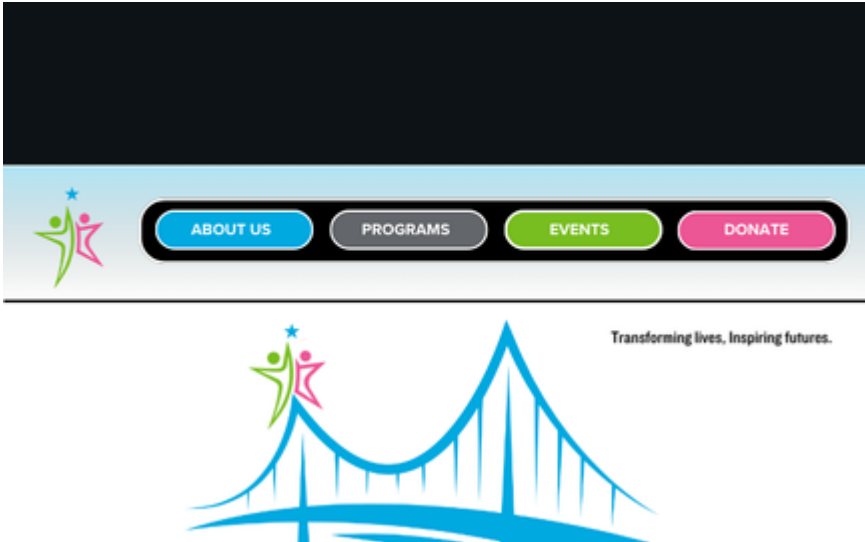 ABOUT US PROGRAMS EVENTS DONATE
Transforming lives, Inspiring futures.